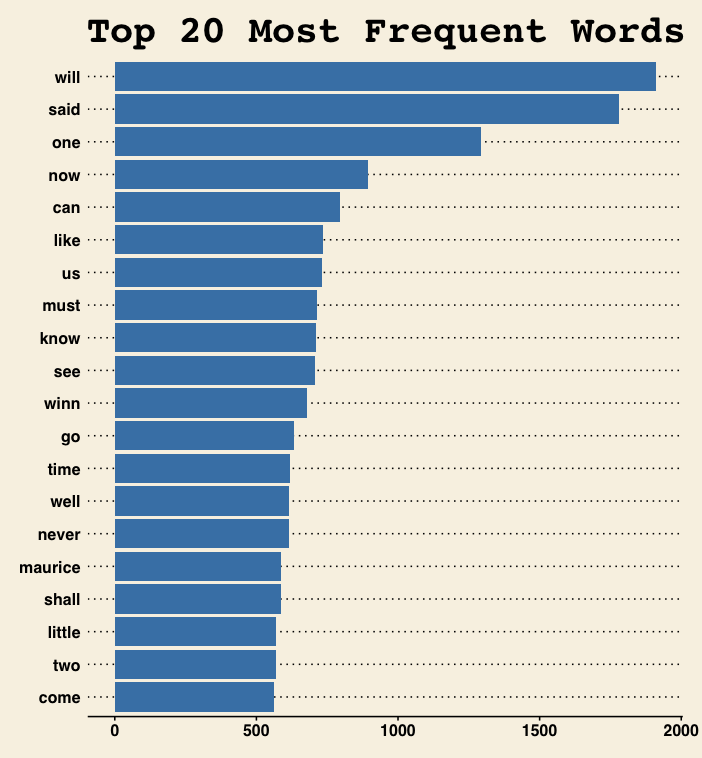 Top 20 Most Frequent Words
will
said
one
now
can
like
us
must
know
see
winn
go
time
well
never
maurice
shall
little
two
come
0 500 1000 1500 2000